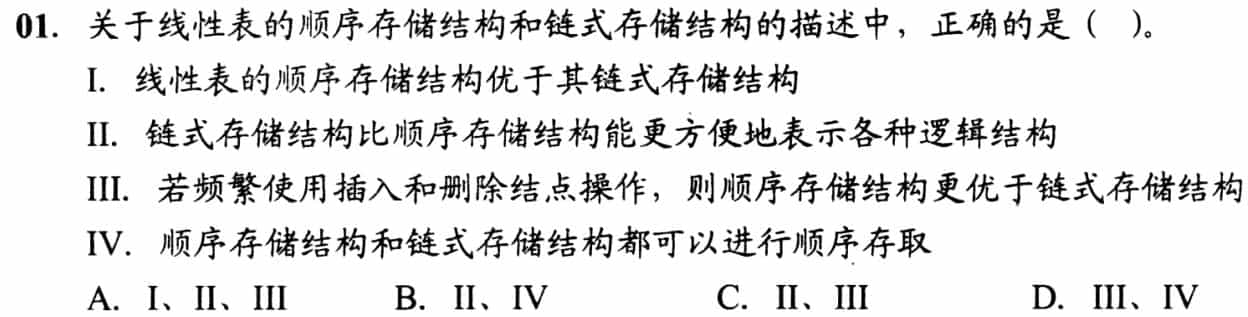 01. 关于线性表的顺序存储结构和链式存储结构的描述中，正确的是（ ）。
I. 线性表的顺序存储结构优于其链式存储结构
II. 链式存储结构比顺序存储结构能更方便地表示各种逻辑结构
III. 若频繁使用插入和删除结点操作，则顺序存储结构更优于链式存储结构
IV. 顺序存储结构和链式存储结构都可以进行顺序存取
A. I、II、III B. II、IV C. II、III D. III、IV